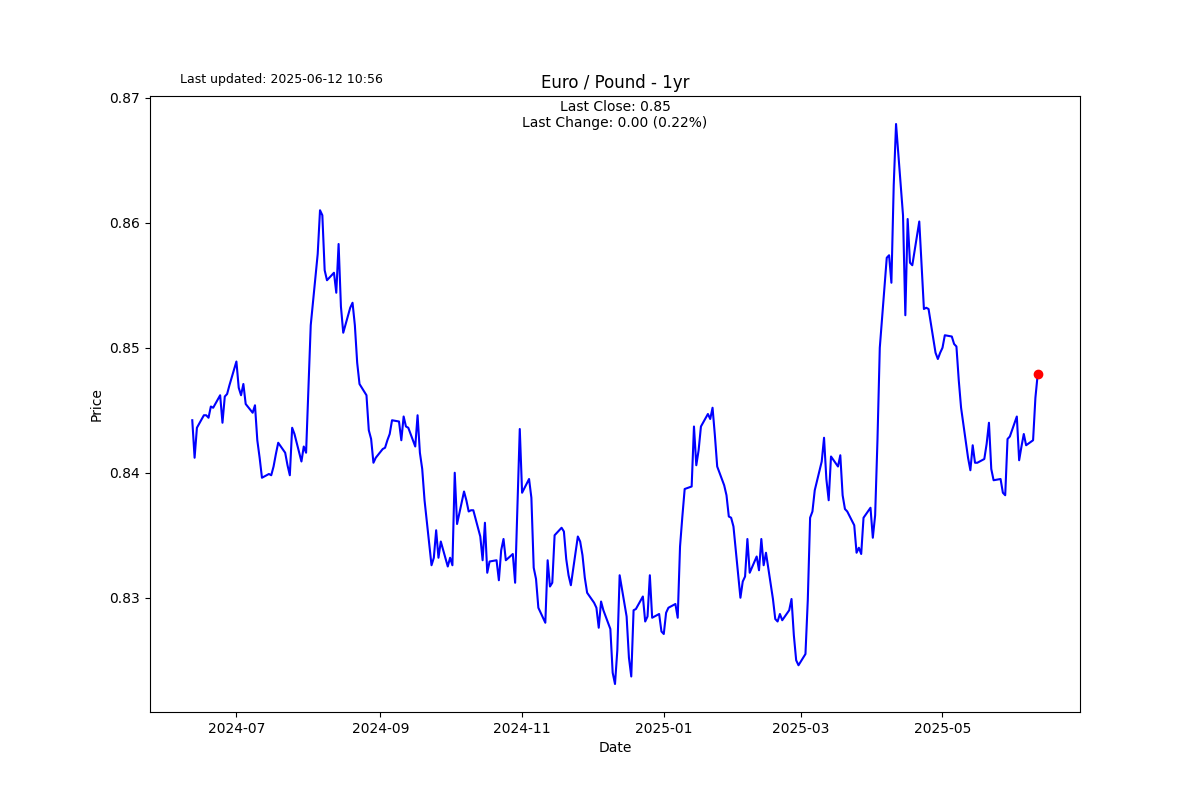 Last updated: 2025-06-12 10:56
Euro / Pound - 1yr
Last Close: 0.85
Last Change: 0.00 (0.22%)
Price
0.87
0.86
0.85
0.84
0.83
2024-07 2024-09 2024-11 2025-01 2025-03 2025-05
Date